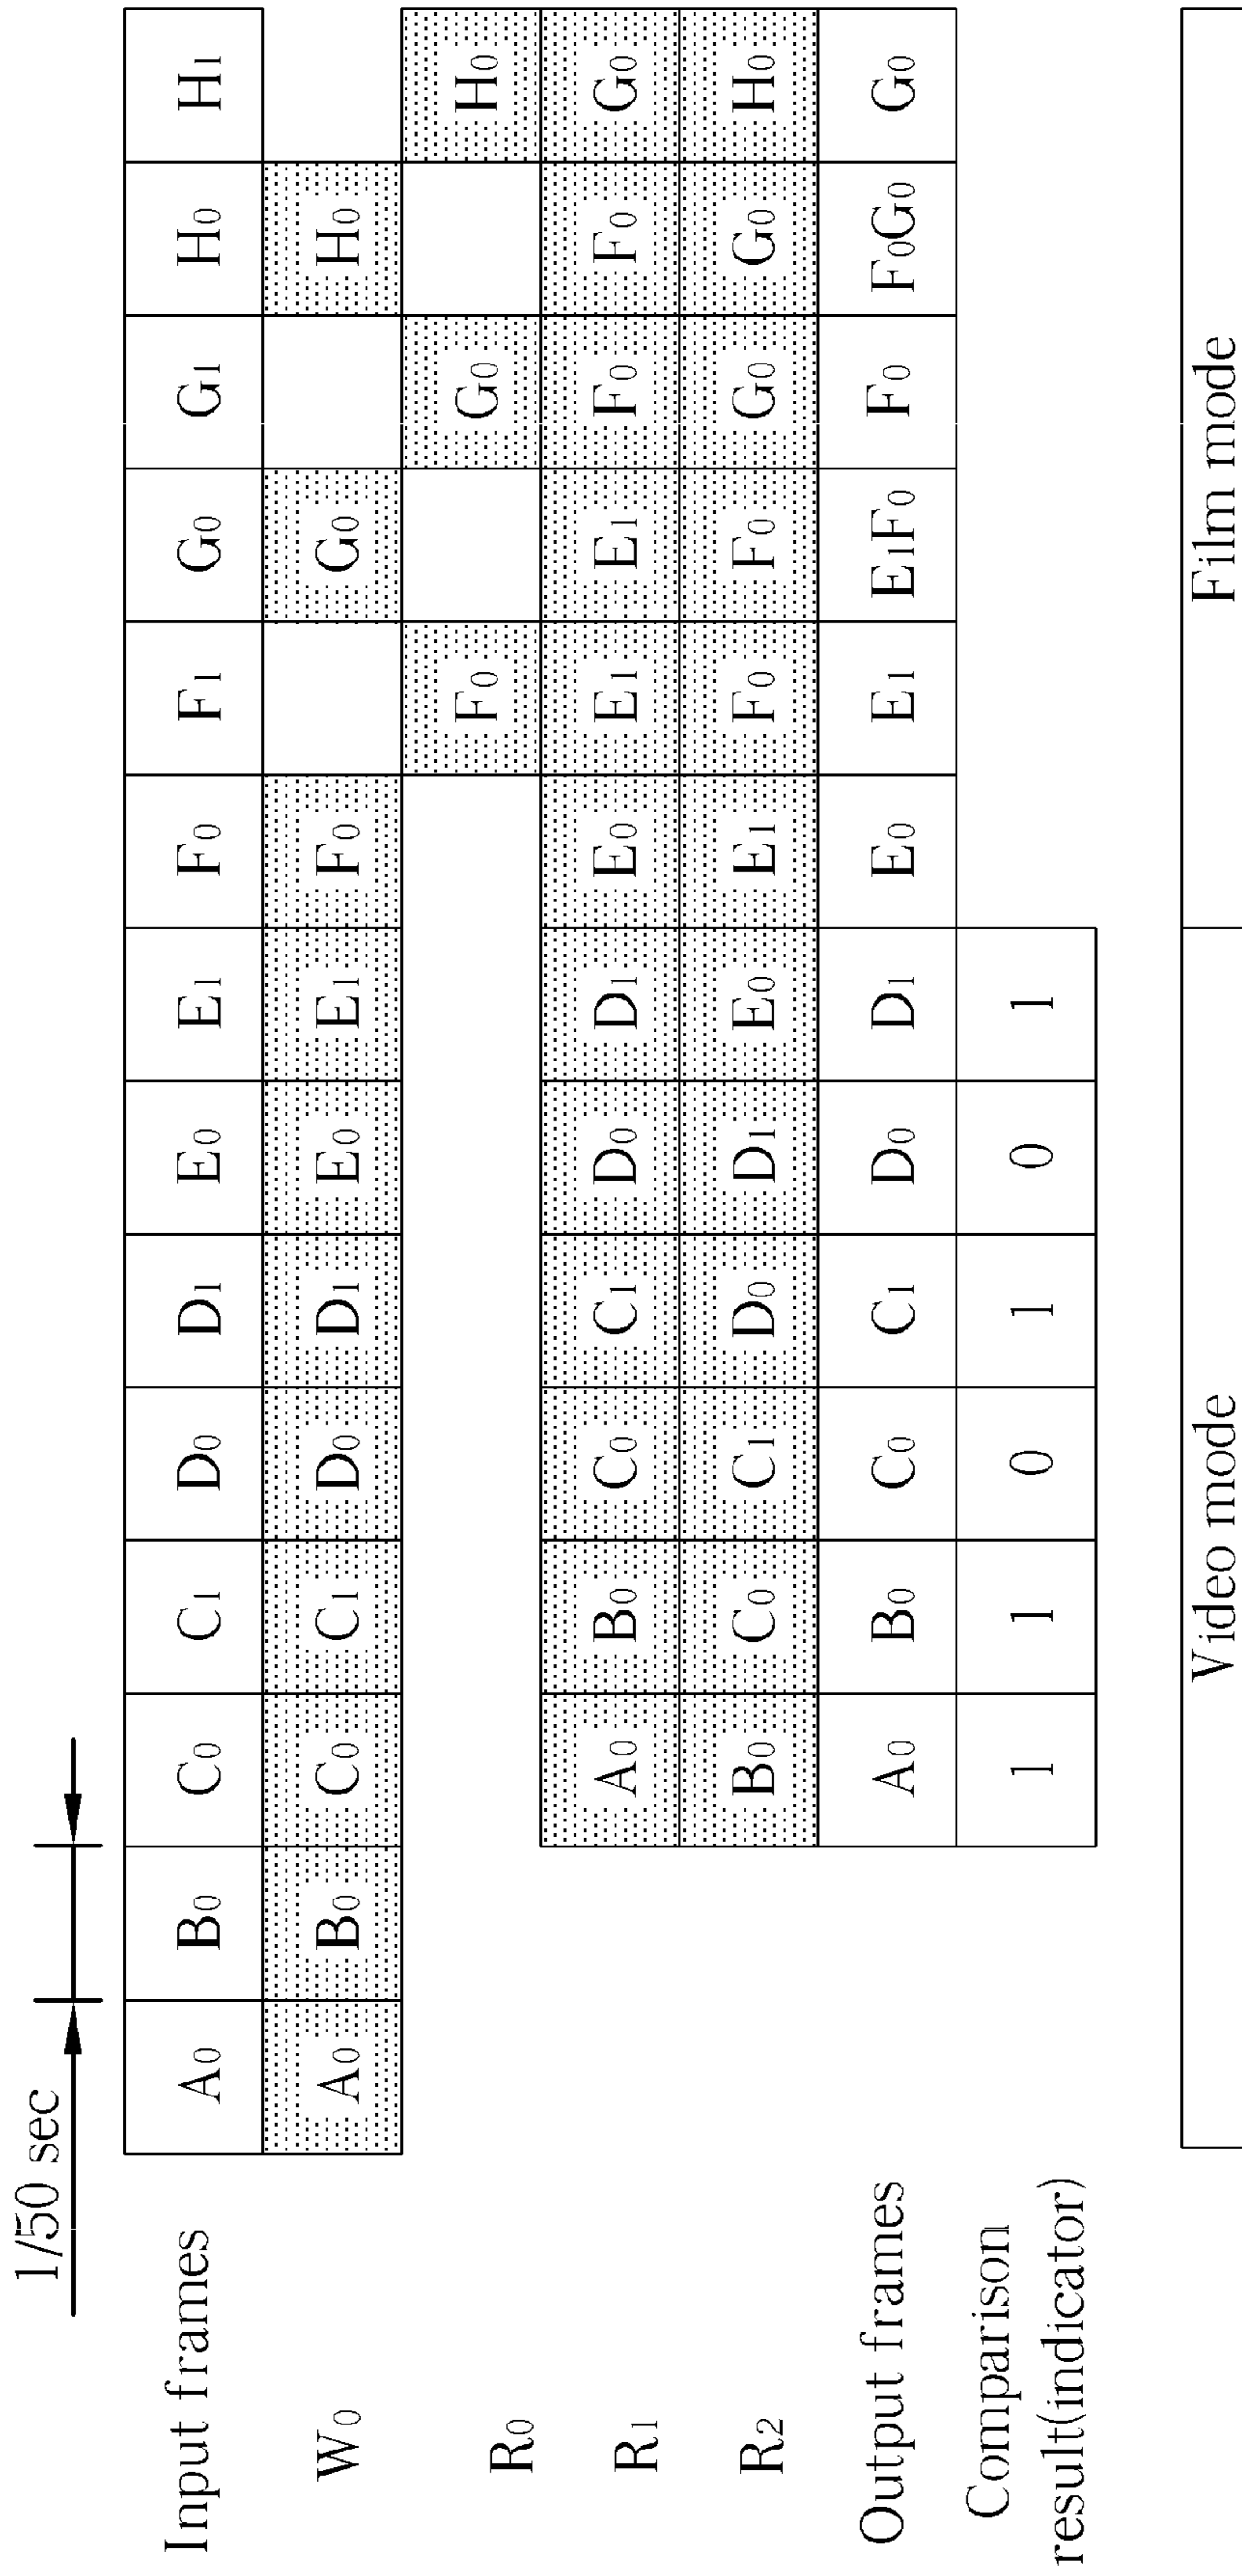 1/50 sec
Input frames A0 B0 C0 C1 D0 D1 E0 E1 F0 F1 G0 G1 H0 H1
W0 A0 B0 C0 C1 D0 D1 E0 E1 F0 G0 H0
R0 F0 G0 H0
R1 A0 B0 C0 C1 D0 D1 E0 E1 E1 F0 F0 G0
R2 B0 C0 C1 D0 D1 E0 E1 F0 F0 G0 G0 H0
Output frames A0 B0 C0 C1 D0 D1 E0 E1 E1F0 F0 F0G0 G0
Comparison
result(indicator) 1 1 0 1 0 1
Video mode Film mode